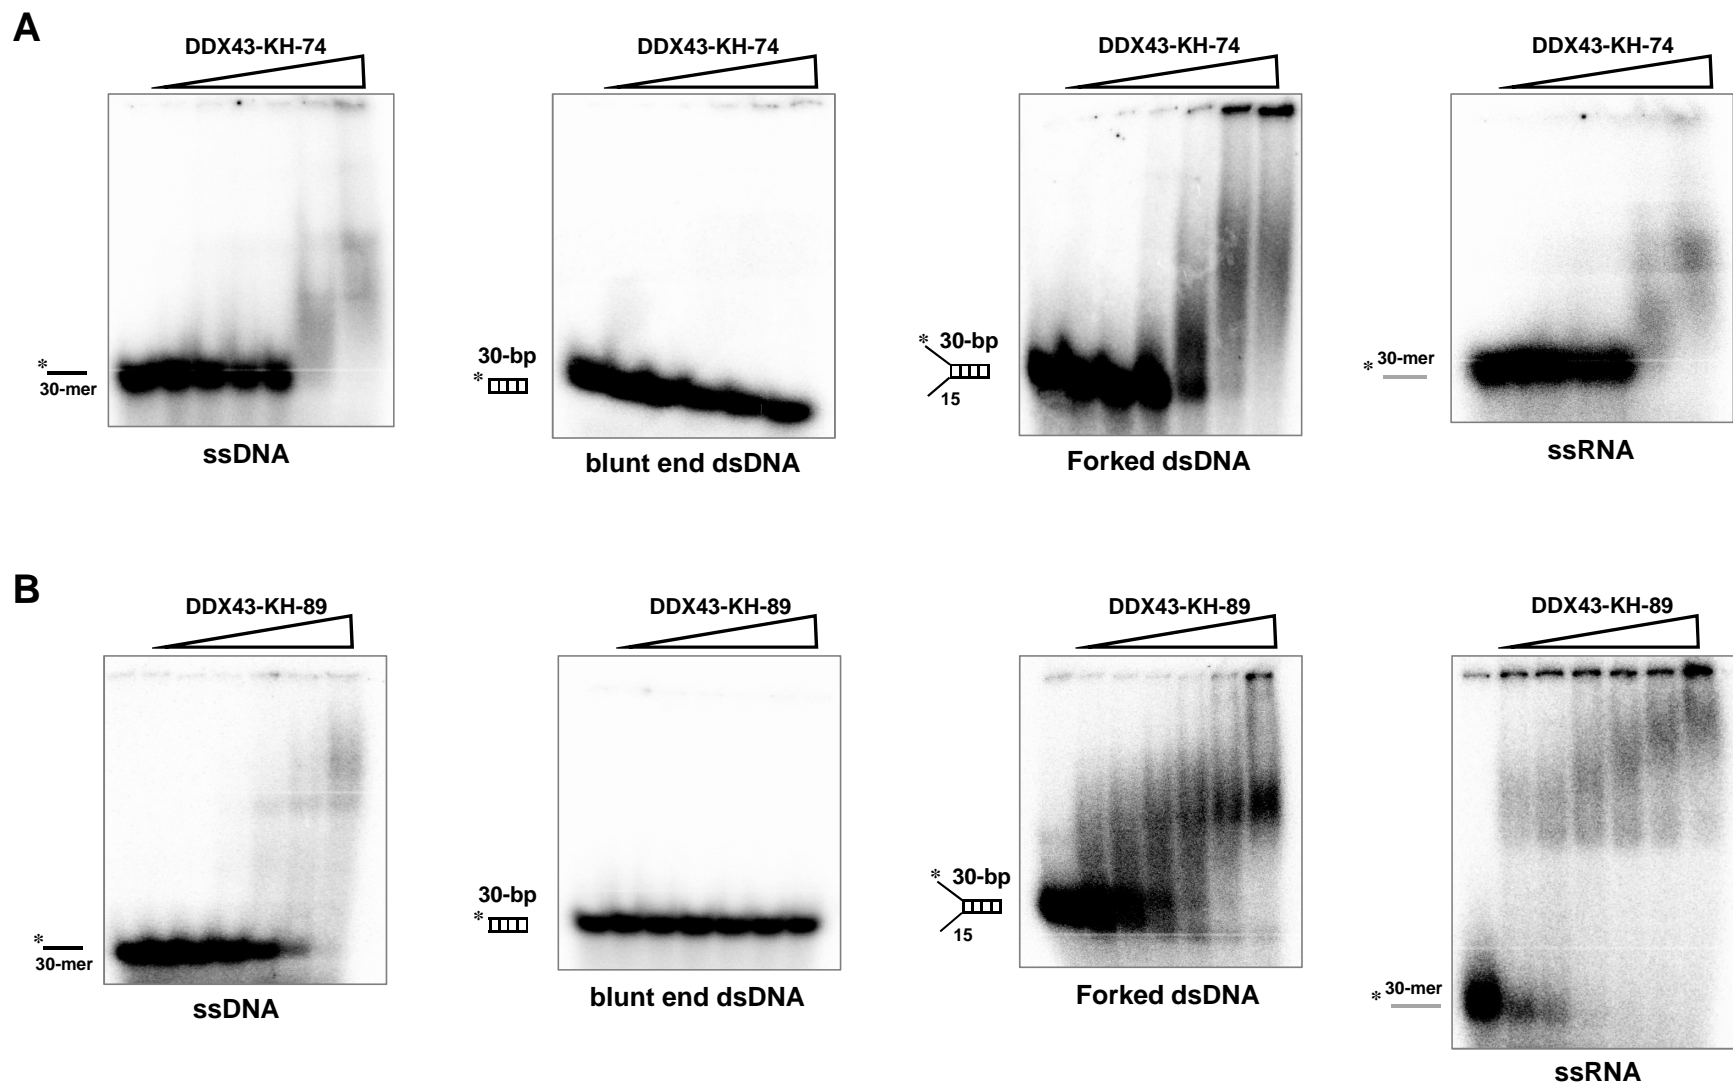 A
DDX43-KH-74
DDX43-KH-74
DDX43-KH-74
DDX43-KH-74
*
30-mer
30-bp
*
* 30-bp
15
30-mer
*
ssDNA
blunt end dsDNA
Forked dsDNA
ssRNA
B
DDX43-KH-89
DDX43-KH-89
DDX43-KH-89
DDX43-KH-89
*
30-mer
30-bp
*
* 30-bp
15
30-mer
*
ssDNA
blunt end dsDNA
Forked dsDNA
ssRNA